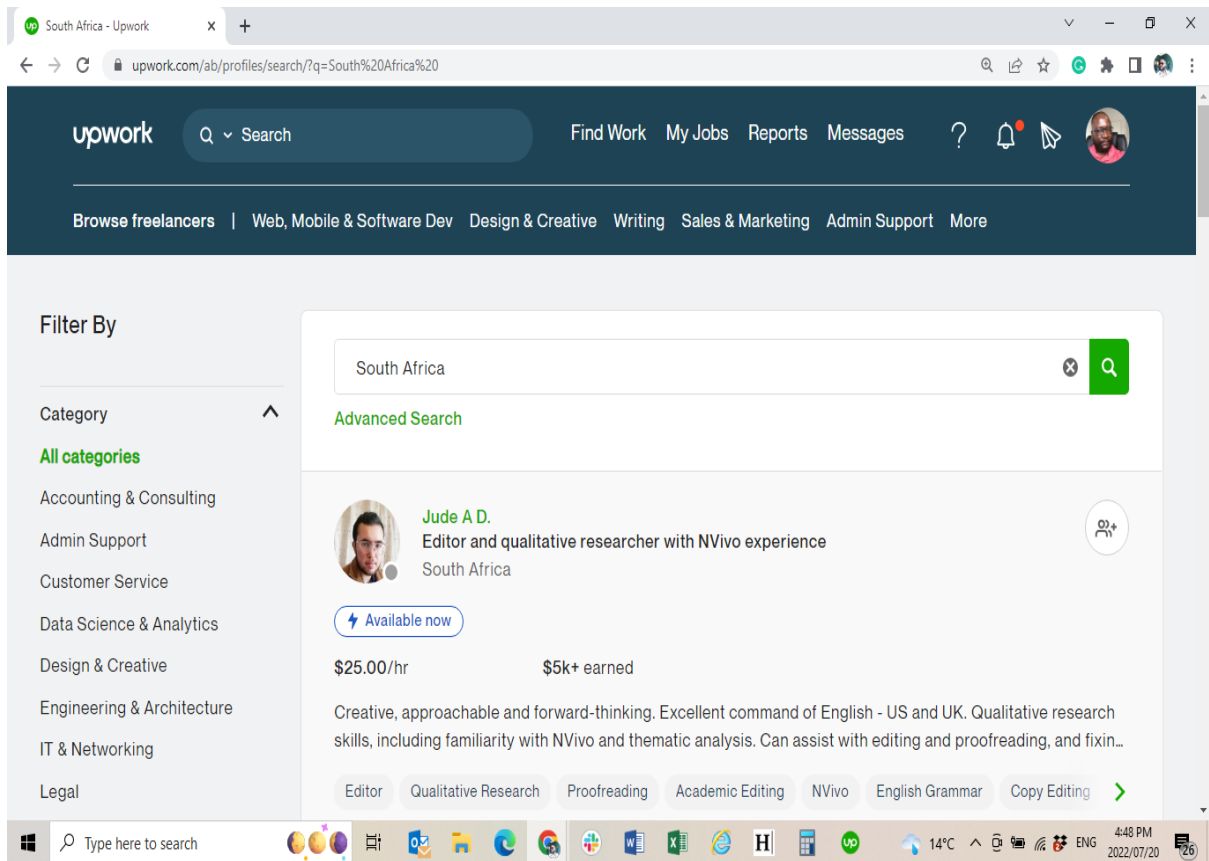 South Africa - Upwork
upwork.com/ab/profiles/search/?q=South%20Africa%20
upwork
Search
Find Work My Jobs Reports Messages
Browse freelancers | Web, Mobile & Software Dev Design & Creative Writing Sales & Marketing Admin Support More
Filter By
Category
All categories
Accounting & Consulting
Admin Support
Customer Service
Data Science & Analytics
Design & Creative
Engineering & Architecture
IT & Networking
Legal
South Africa
Advanced Search
Jude A D.
Editor and qualitative researcher with NVivo experience
South Africa
Available now
$25.00/hr $5k+ earned
Creative, approachable and forward-thinking. Excellent command of English - US and UK. Qualitative research
skills, including familiarity with NVivo and thematic analysis. Can assist with editing and proofreading, and fixin...
Editor Qualitative Research Proofreading Academic Editing NVivo English Grammar Copy Editing
Type here to search
14°C ENG
4:48 PM
2022/07/20
26